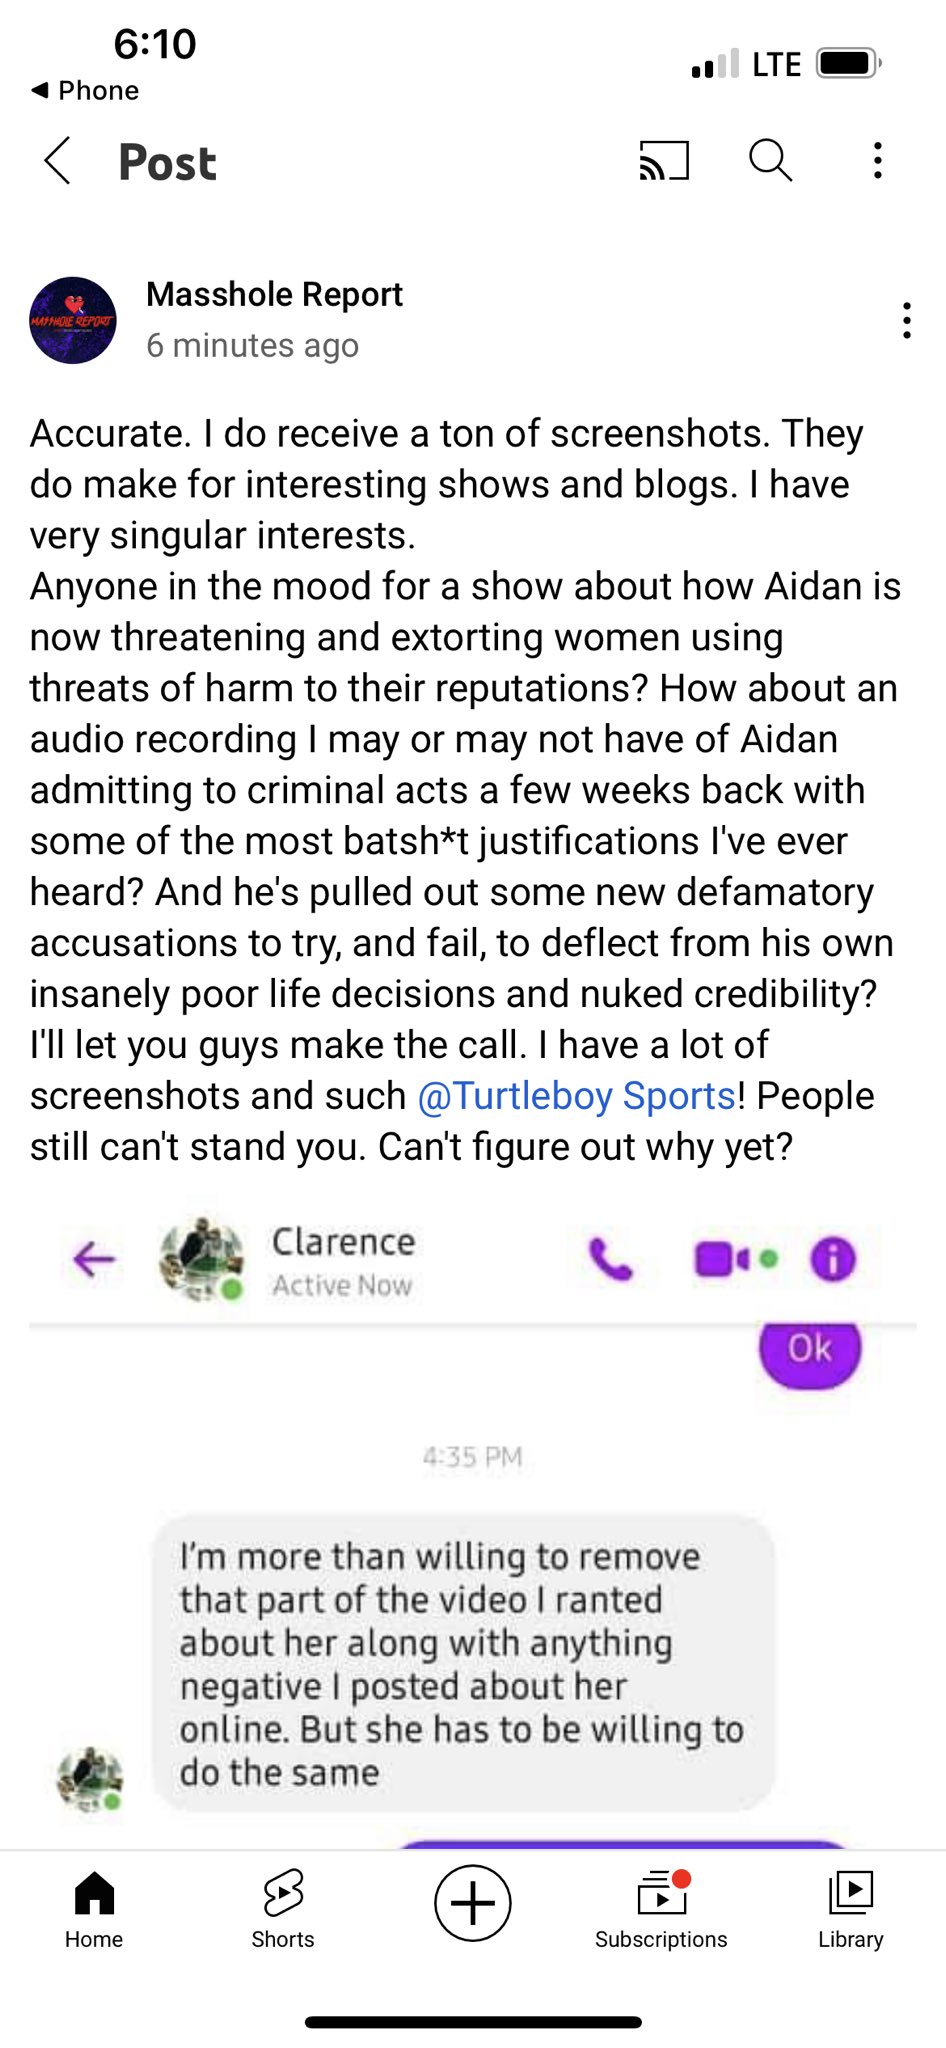 6:10
LTE
◀ Phone
Post
MASSHOLE REPORT
Masshole Report
6 minutes ago
Accurate. I do receive a ton of screenshots. They
do make for interesting shows and blogs. I have
very singular interests.
Anyone in the mood for a show about how Aidan is
now threatening and extorting women using
threats of harm to their reputations? How about an
audio recording I may or may not have of Aidan
admitting to criminal acts a few weeks back with
some of the most batsh*t justifications I've ever
heard? And he's pulled out some new defamatory
accusations to try, and fail, to deflect from his own
insanely poor life decisions and nuked credibility?
I'll let you guys make the call. I have a lot of
screenshots and such @Turtleboy Sports! People
still can't stand you. Can't figure out why yet?
Clarence
Active Now
Ok
4:35 PM
I'm more than willing to remove
that part of the video I ranted
about her along with anything
negative I posted about her
online. But she has to be willing to
do the same
Home
Shorts
Subscriptions
Library